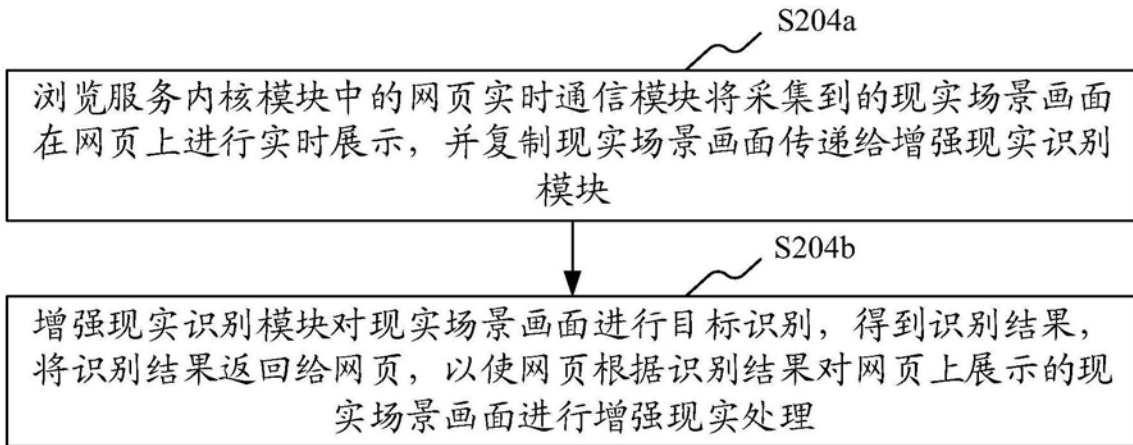 S204a
浏览服务内核模块中的网页实时通信模块将采集到的现实场景画面
在网页上进行实时展示，并复制现实场景画面传递给增强现实识别
模块
S204b
增强现实识别模块对现实场景画面进行目标识别，得到识别结果，
将识别结果返回给网页，以使网页根据识别结果对网页上展示的现
实场景画面进行增强现实处理